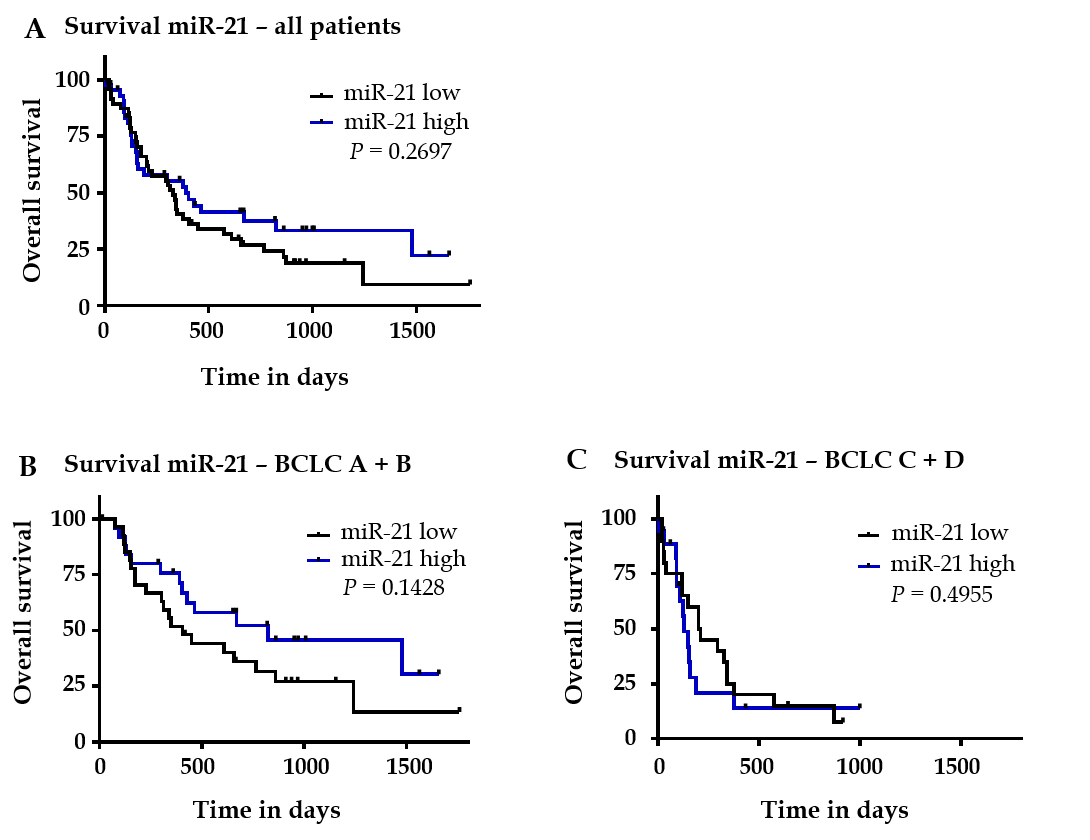 A Survival miR-21 – all patients
100
75
50
25
0
Overall survival
miR-21 low
miR-21 high
P = 0.2697
0 500 1000 1500
Time in days
B Survival miR-21 – BCLC A + B
100
75
50
25
0
Overall survival
miR-21 low
miR-21 high
P = 0.1428
0 500 1000 1500
Time in days
C Survival miR-21 – BCLC C + D
100
75
50
25
0
Overall survival
miR-21 low
miR-21 high
P = 0.4955
0 500 1000 1500
Time in days